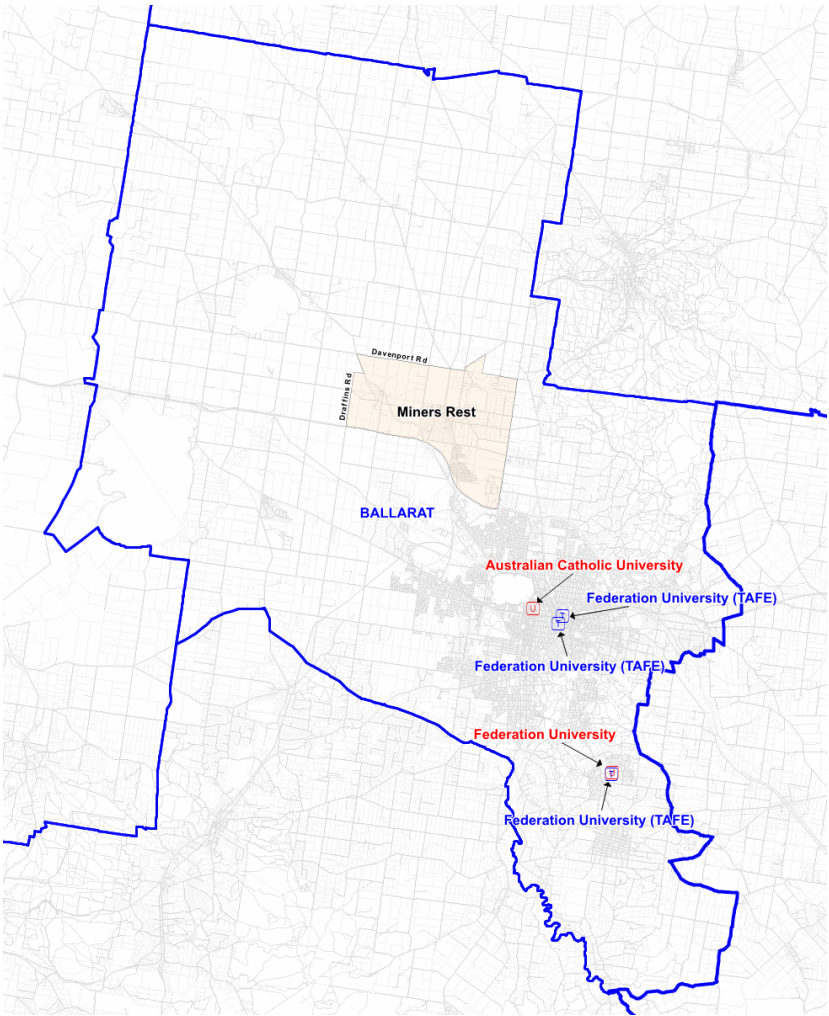 Davenport Rd
Draffins Rd
Miners Rest
BALLARAT
Australian Catholic University
U
Federation University (TAFE)
T
T
Federation University (TAFE)
Federation University
Federation University (TAFE)